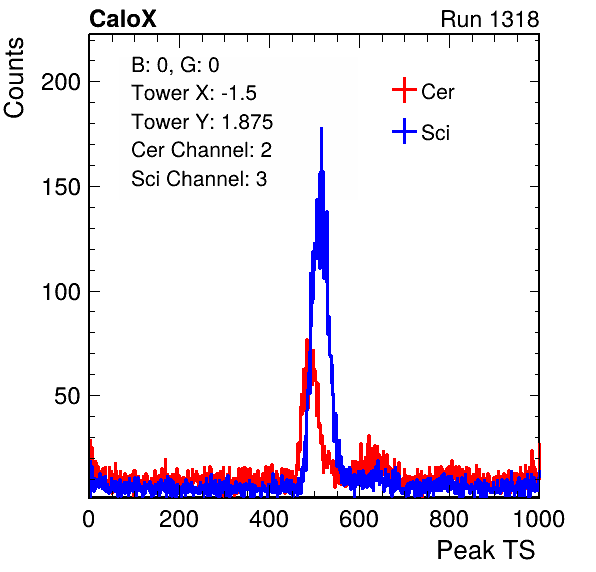 CaloX
Run 1318
Counts
B: 0, G: 0
Tower X: -1.5
Tower Y: 1.875
Cer Channel: 2
Sci Channel: 3
Cer
Sci
200
150
100
50
0
200
400
600
800
1000
Peak TS